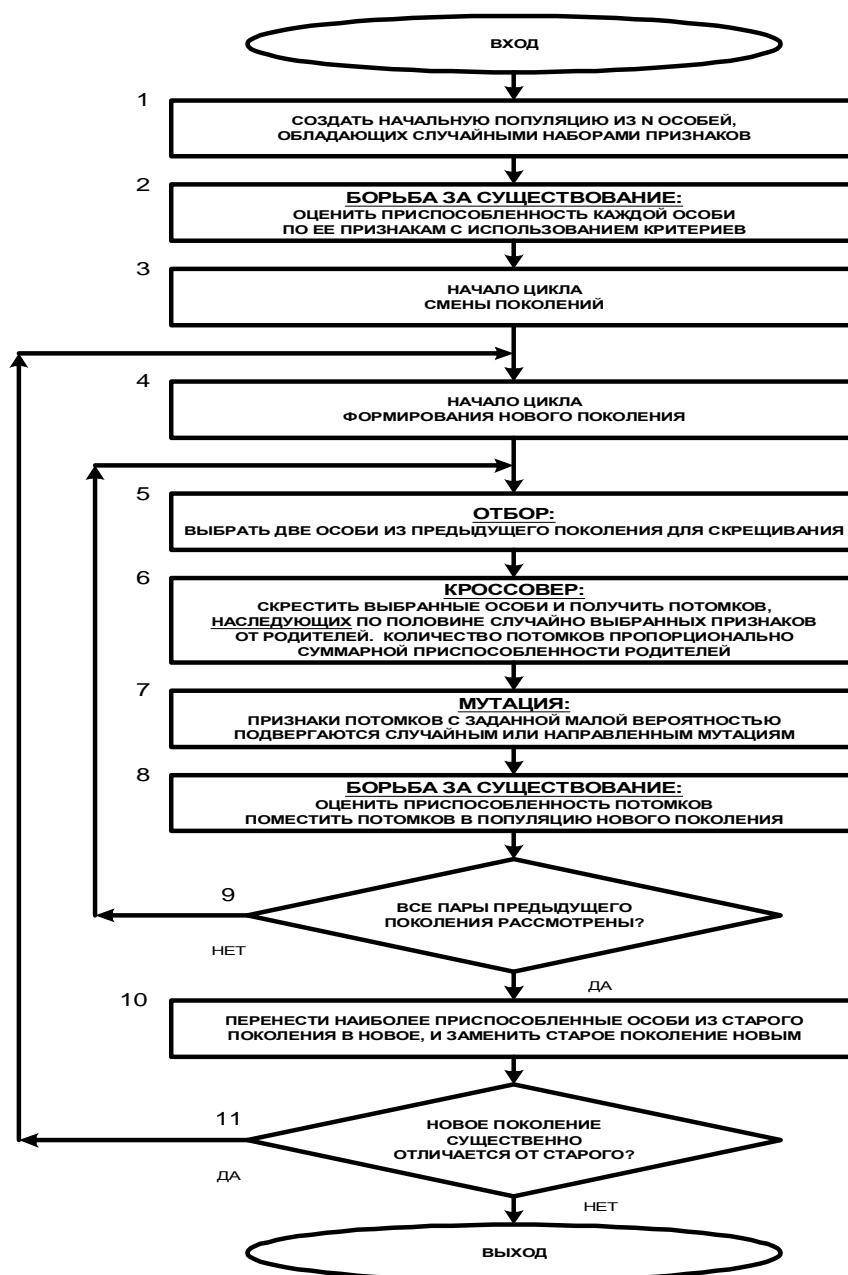 ВХОД
1
СОЗДАТЬ НАЧАЛЬНУЮ ПОПУЛЯЦИЮ ИЗ N ОСОБЕЙ,
ОБЛАДАЮЩИХ СЛУЧАЙНЫМИ НАБОРАМИ ПРИЗНАКОВ
2
БОРЬБА ЗА СУЩЕСТВОВАНИЕ:
ОЦЕНИТЬ ПРИСПОСОБЛЕННОСТЬ КАЖДОЙ ОСОБИ
ПО ЕЕ ПРИЗНАКАМ С ИСПОЛЬЗОВАНИЕМ КРИТЕРИЕВ
3
НАЧАЛО ЦИКЛА
СМЕНЫ ПОКОЛЕНИЙ
4
НАЧАЛО ЦИКЛА
ФОРМИРОВАНИЯ НОВОГО ПОКОЛЕНИЯ
5
ОТБОР:
ВЫБРАТЬ ДВЕ ОСОБИ ИЗ ПРЕДЫДУЩЕГО ПОКОЛЕНИЯ ДЛЯ СКРЕЩИВАНИЯ
6
КРОССОВЕР:
СКРЕСТИТЬ ВЫБРАННЫЕ ОСОБИ И ПОЛУЧИТЬ ПОТОМКОВ,
НАСЛЕДУЮЩИХ ПО ПОЛОВИНЕ СЛУЧАЙНО ВЫБРАННЫХ ПРИЗНАКОВ
ОТ РОДИТЕЛЕЙ. КОЛИЧЕСТВО ПОТОМКОВ ПРОПОРЦИОНАЛЬНО
СУММАРНОЙ ПРИСПОСОБЛЕННОСТИ РОДИТЕЛЕЙ
7
МУТАЦИЯ:
ПРИЗНАКИ ПОТОМКОВ С ЗАДАННОЙ МАЛОЙ ВЕРОЯТНОСТЬЮ
ПОДВЕРГАЮТСЯ СЛУЧАЙНЫМ ИЛИ НАПРАВЛЕННЫМ МУТАЦИЯМ
8
БОРЬБА ЗА СУЩЕСТВОВАНИЕ:
ОЦЕНИТЬ ПРИСПОСОБЛЕННОСТЬ ПОТОМКОВ
ПОМЕСТИТЬ ПОТОМКОВ В ПОПУЛЯЦИЮ НОВОГО ПОКОЛЕНИЯ
9
ВСЕ ПАРЫ ПРЕДЫДУЩЕГО
ПОКОЛЕНИЯ РАССМОТРЕНЫ?
НЕТ
ДА
10
ПЕРЕНЕСТИ НАИБОЛЕЕ ПРИСПОСОБЛЕННЫЕ ОСОБИ ИЗ СТАРОГО
ПОКОЛЕНИЯ В НОВОЕ, И ЗАМЕНИТЬ СТАРОЕ ПОКОЛЕНИЕ НОВЫМ
11
НОВОЕ ПОКОЛЕНИЕ
СУЩЕСТВЕННО
ОТЛИЧАЕТСЯ ОТ СТАРОГО?
ДА
НЕТ
ВЫХОД